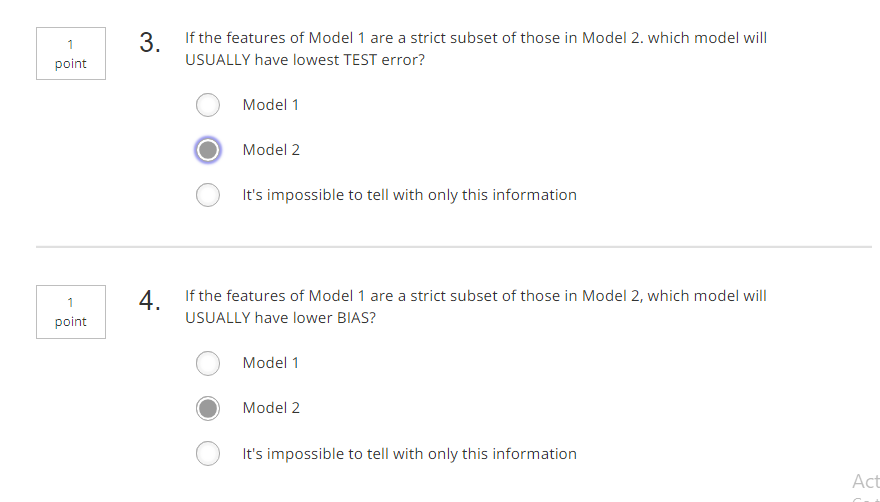 1
point
3.
If the features of Model 1 are a strict subset of those in Model 2. which model will
USUALLY have lowest TEST error?
Model 1
Model 2
It's impossible to tell with only this information
1
point
4.
If the features of Model 1 are a strict subset of those in Model 2, which model will
USUALLY have lower BIAS?
Model 1
Model 2
It's impossible to tell with only this information
Act